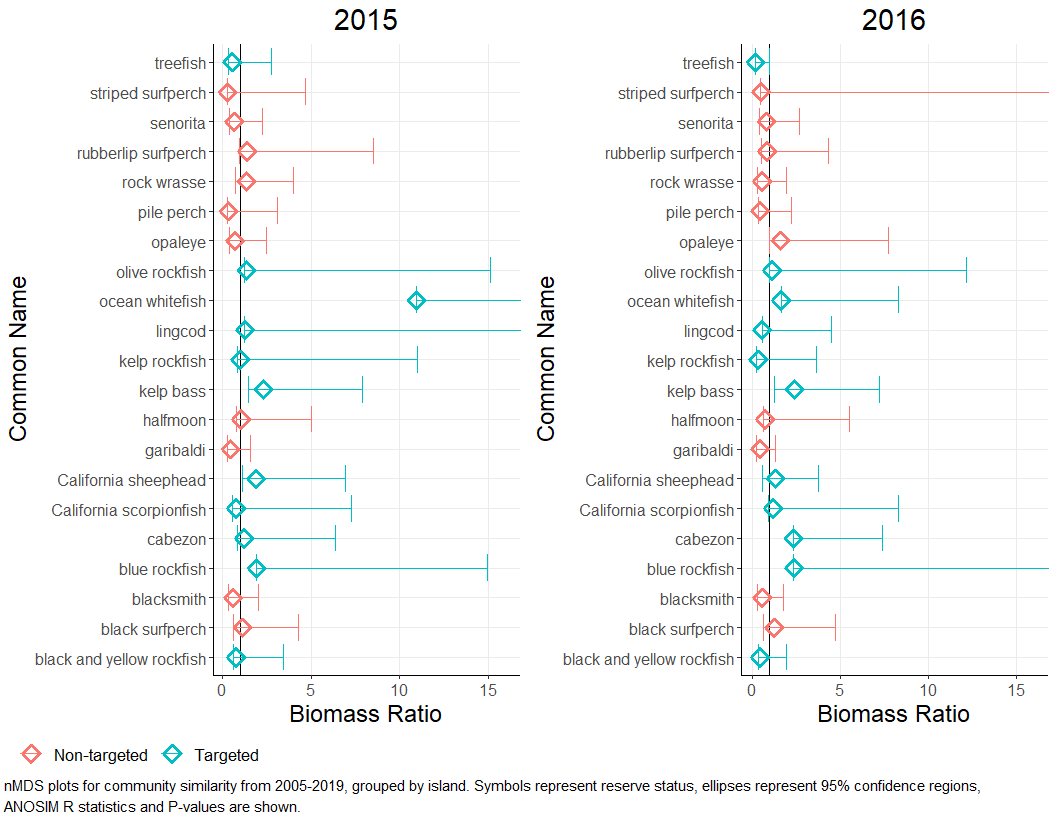 2015
treefish
striped surfperch
senorita
rubberlip surfperch
rock wrasse
pile perch
opaleye
olive rockfish
ocean whitefish
lingcod
kelp rockfish
kelp bass
halfmoon
garibaldi
California sheephead
California scorpionfish
cabezon
blue rockfish
blacksmith
black surfperch
black and yellow rockfish
Common Name
0 5 10 15
Biomass Ratio
2016
treefish
striped surfperch
senorita
rubberlip surfperch
rock wrasse
pile perch
opaleye
olive rockfish
ocean whitefish
lingcod
kelp rockfish
kelp bass
halfmoon
garibaldi
California sheephead
California scorpionfish
cabezon
blue rockfish
blacksmith
black surfperch
black and yellow rockfish
Common Name
0 5 10 15
Biomass Ratio
Non-targeted Targeted
nMDS plots for community similarity from 2005-2019, grouped by island. Symbols represent reserve status, ellipses represent 95% confidence regions,
ANOSIM R statistics and P-values are shown.